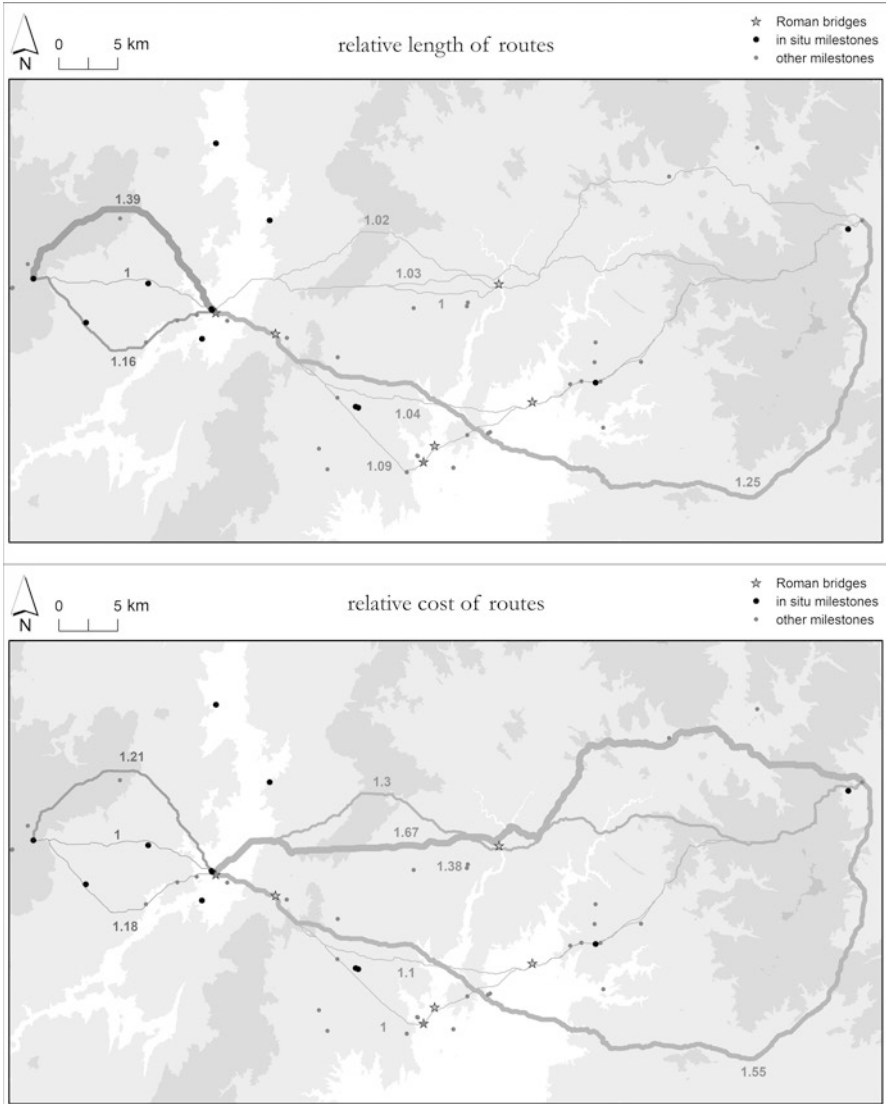 N
0 5 km
relative length of routes
Roman bridges
in situ milestones
other milestones
1.39
1
1.16
1.02
1.03
1
1.04
1.09
1.25
N
0 5 km
relative cost of routes
Roman bridges
in situ milestones
other milestones
1.21
1
1.18
1.3
1.67
1.38
1.1
1
1.55